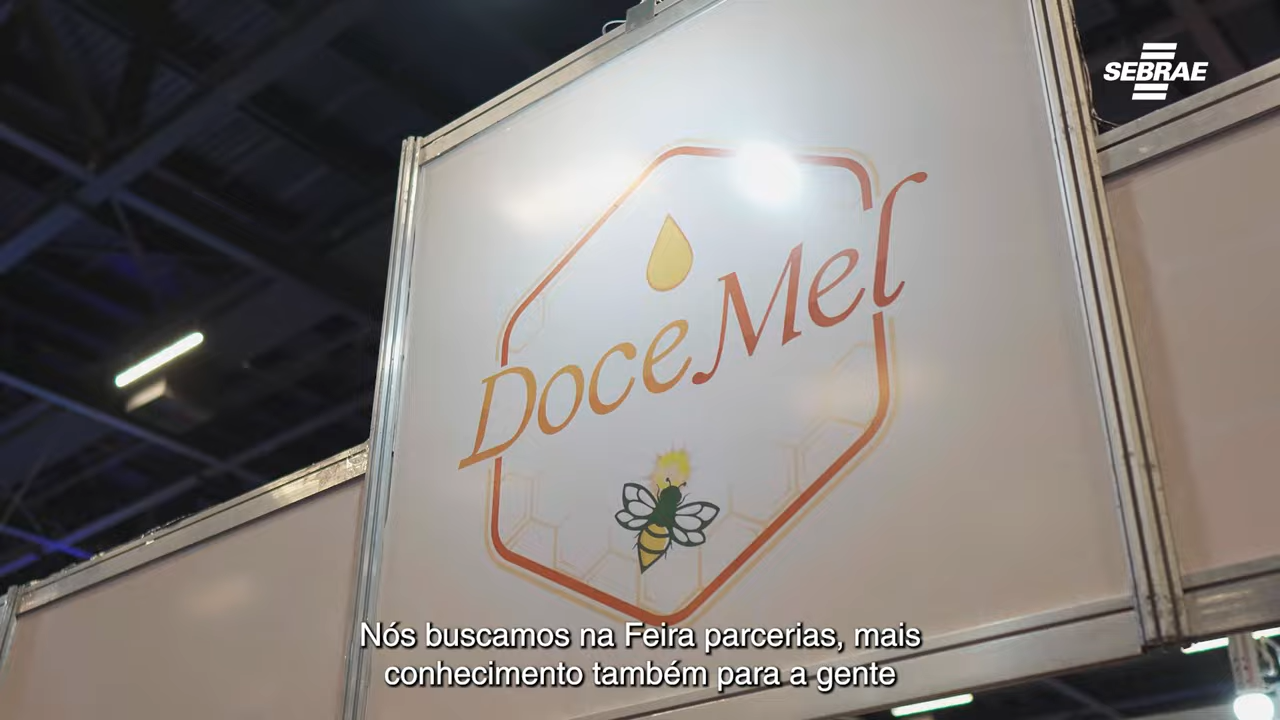 SEBRAE
DoceMel
Nós buscamos na Feira parcerias, mais
conhecimento também para a gente